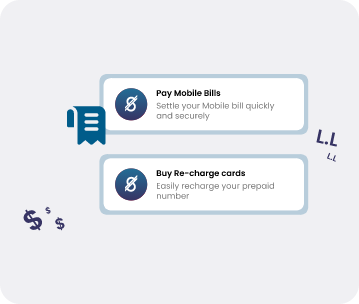 Pay Mobile Bills
Settle your Mobile bill quickly
and securely
L.L
L.L
Buy Re-charge cards
Easily recharge your prepaid
number
$
$
$